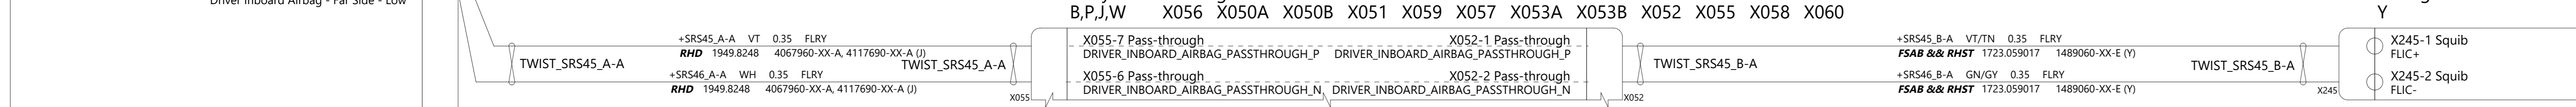 Driver Inboard Airbag - Far Side - Low
B,P,J,W X056 X050A X050B X051 X059 X057 X053A X053B X052 X055 X058 X060
Y
+SRS45_A-A VT 0.35 FLRY
RHD 1949.8248 4067960-XX-A, 4117690-XX-A (J)
TWIST_SRS45_A-A
TWIST_SRS45_A-A
+SRS46_A-A WH 0.35 FLRY
RHD 1949.8248 4067960-XX-A, 4117690-XX-A (J)
X055
X055-7 Pass-through
DRIVER_INBOARD_AIRBAG_PASSTHROUGH_P
X055-6 Pass-through
DRIVER_INBOARD_AIRBAG_PASSTHROUGH_N
X052-1 Pass-through
DRIVER_INBOARD_AIRBAG_PASSTHROUGH_P
X052-2 Pass-through
DRIVER_INBOARD_AIRBAG_PASSTHROUGH_N
X052
TWIST_SRS45_B-A
+SRS45_B-A VT/TN 0.35 FLRY
FSAB && RHST 1723.059017 1489060-XX-E (Y)
+SRS46_B-A GN/GY 0.35 FLRY
FSAB && RHST 1723.059017 1489060-XX-E (Y)
TWIST_SRS45_B-A
X245
X245-1 Squib
FLIC+
X245-2 Squib
FLIC-